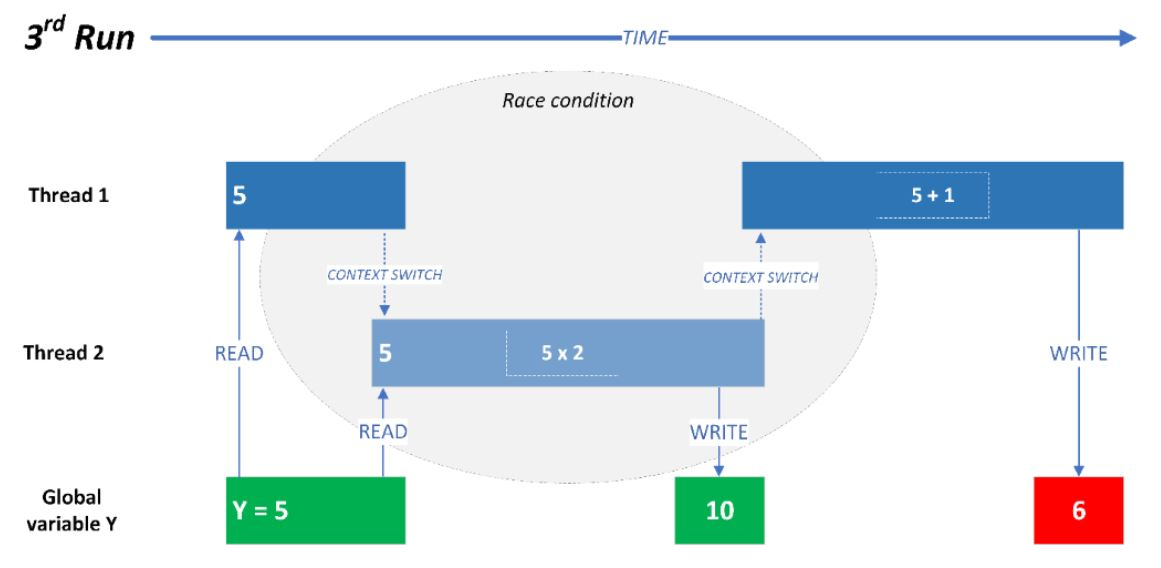 3rd Run
TIME
Race condition
Thread 1
5
5 + 1
CONTEXT SWITCH
CONTEXT SWITCH
Thread 2
READ
5
5 x 2
WRITE
READ
WRITE
Global
variable Y
Y = 5
10
6